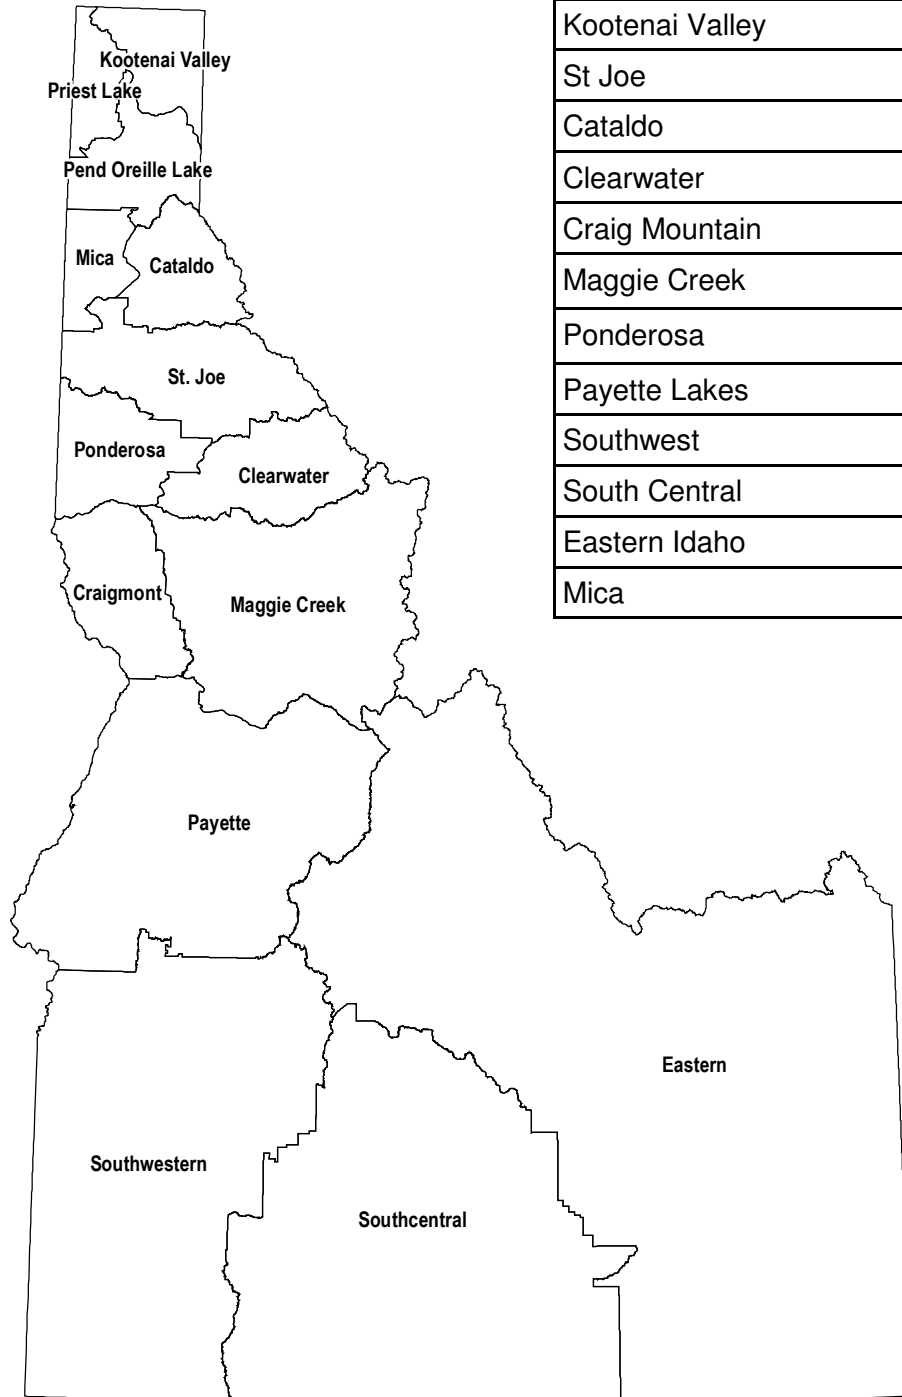 Kootenai Valley
Priest Lake
Pend Oreille Lake
Mica
Cataldo
St. Joe
Ponderosa
Clearwater
Craigmont
Maggie Creek
Payette
Eastern
Southwestern
Southcentral
Kootenai Valley
St Joe
Cataldo
Clearwater
Craig Mountain
Maggie Creek
Ponderosa
Payette Lakes
Southwest
South Central
Eastern Idaho
Mica